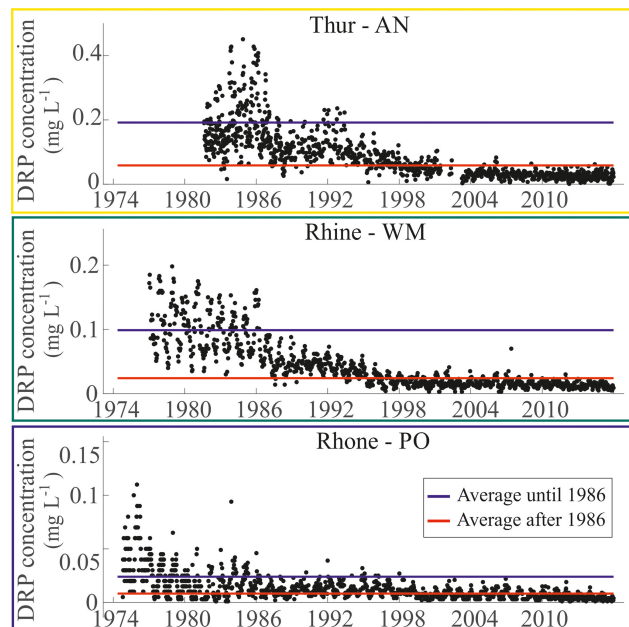 Thur - AN
DRP concentration
(mg L⁻¹)
0.4
0.2
0
1974 1980 1986 1992 1998 2004 2010
Rhine - WM
DRP concentration
(mg L⁻¹)
0.2
0.1
0
1974 1980 1986 1992 1998 2004 2010
Rhone - PO
DRP concentration
(mg L⁻¹)
0.15
0.1
0.05
0
Average until 1986
Average after 1986
1974 1980 1986 1992 1998 2004 2010